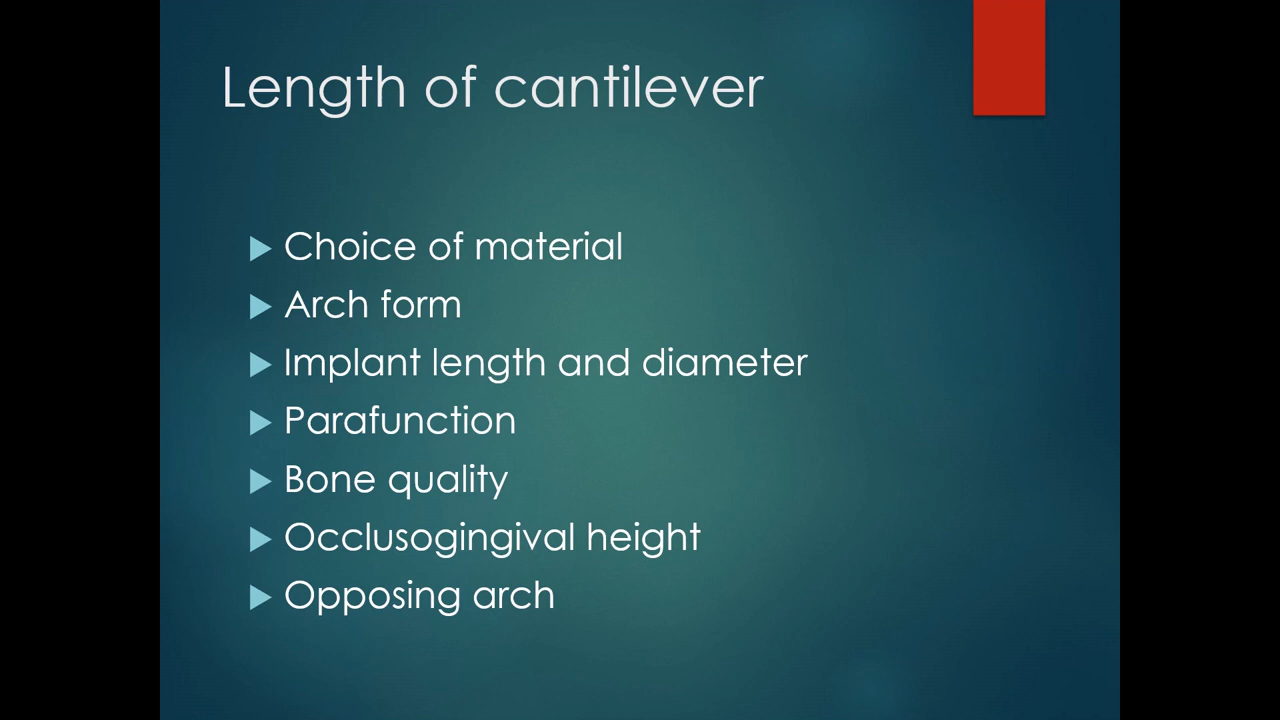 Length of cantilever
Choice of material
Arch form
Implant length and diameter
Parafunction
Bone quality
Occlusogingival height
Opposing arch